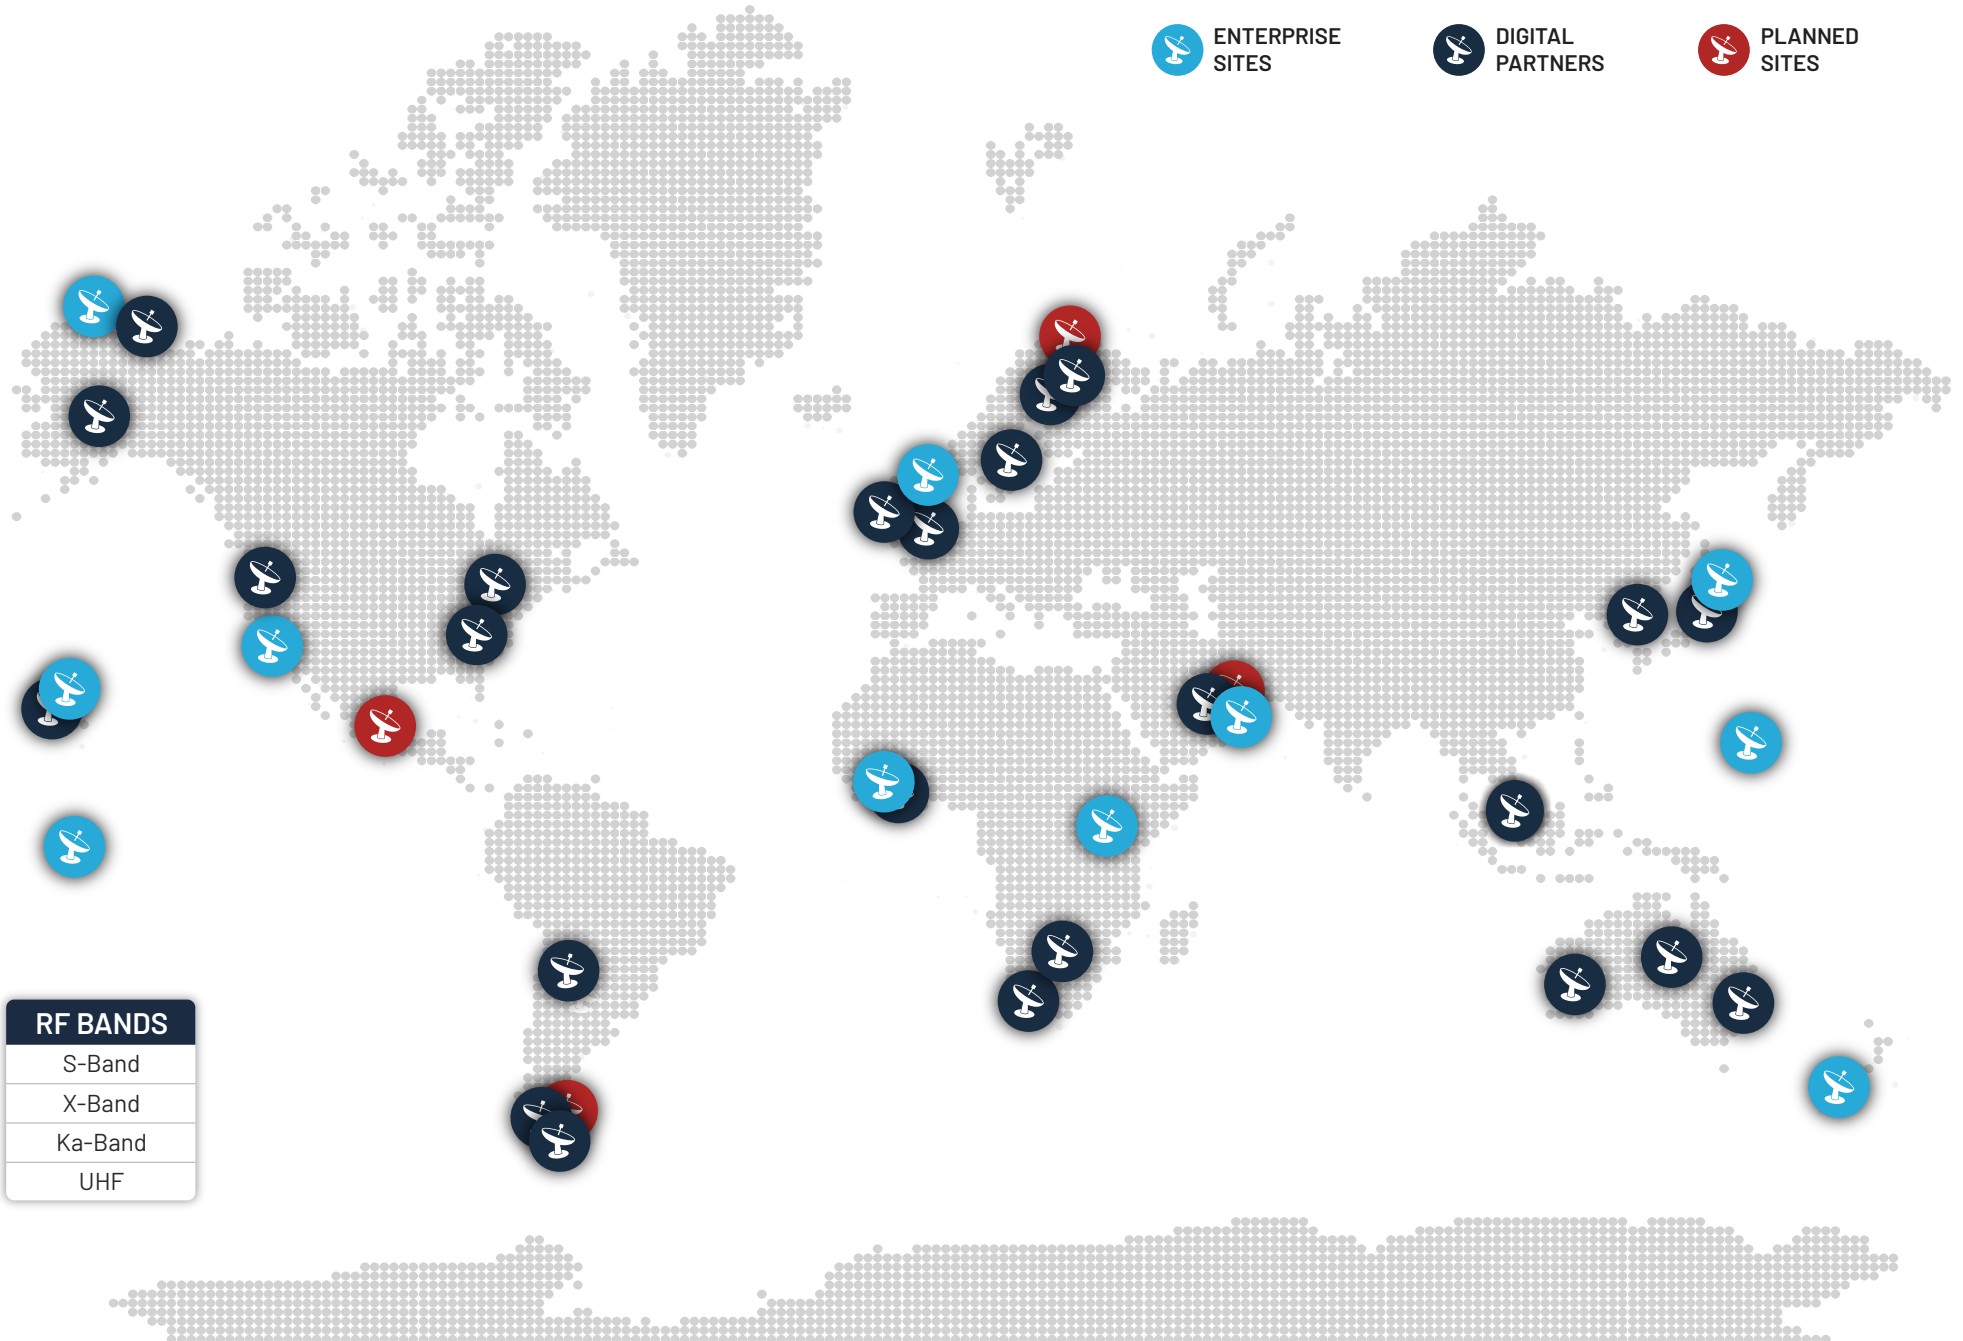 ENTERPRISE
SITES
DIGITAL
PARTNERS
PLANNED
SITES
RF BANDS
S-Band
X-Band
Ka-Band
UHF